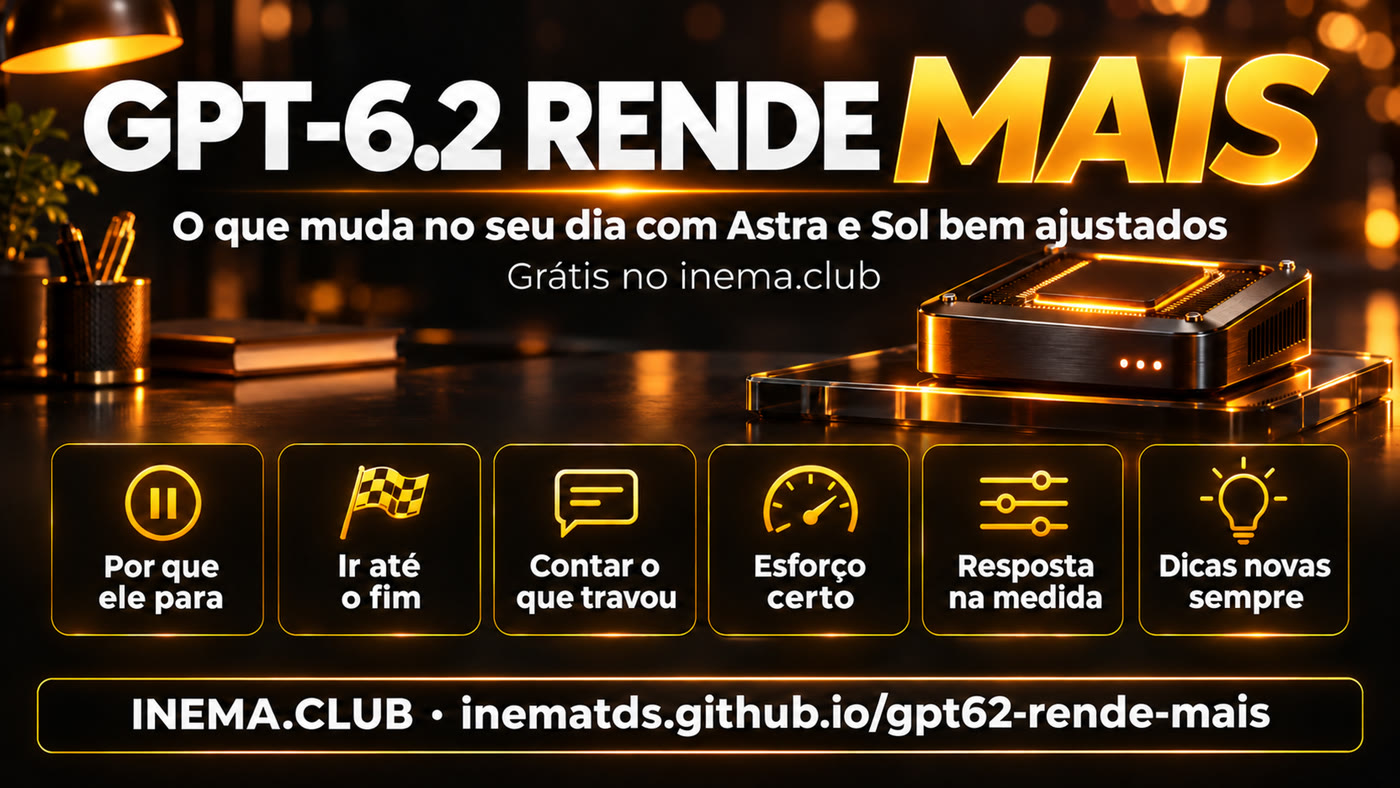 GPT-6.2 RENDE MAIS
O que muda no seu dia com Astra e Sol bem ajustados
Grátis no inema.club
Por que
ele para
Ir até
o fim
Contar o
que travou
Esforço
certo
Resposta
na medida
Dicas novas
sempre
INEMA.CLUB • inematds.github.io/gpt62-rende-mais